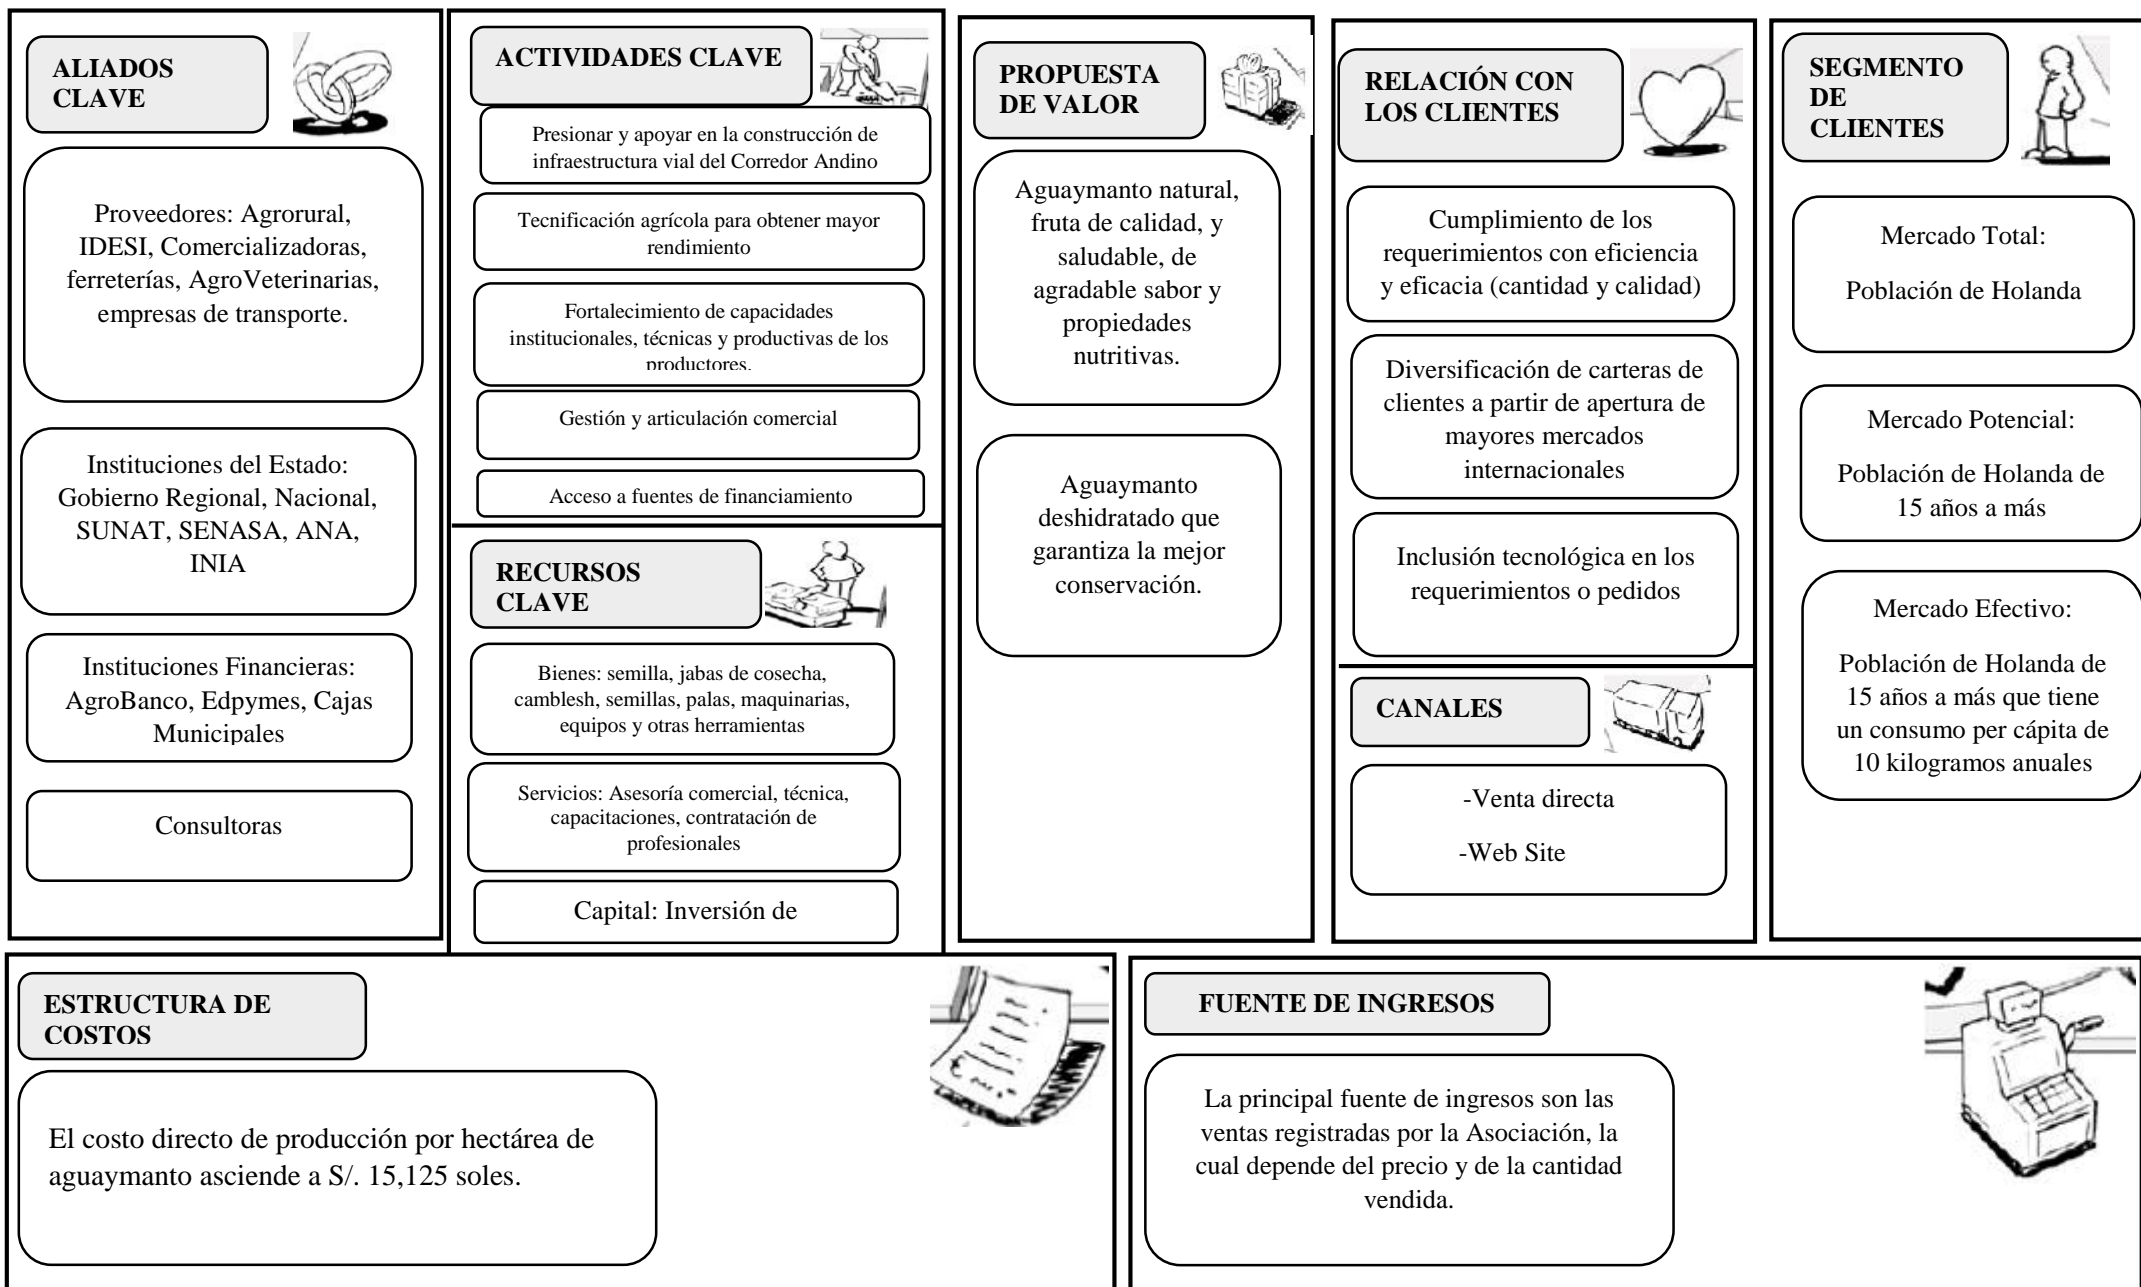 ALIADOS
CLAVE
Proveedores: Agrorural,
IDESI, Comercializadoras,
ferreterías, AgroVeterinarias,
empresas de transporte.
Instituciones del Estado:
Gobierno Regional, Nacional,
SUNAT, SENASA, ANA,
INIA
Instituciones Financieras:
AgroBanco, Edpymes, Cajas
Municipales
Consultoras
ACTIVIDADES CLAVE
Presionar y apoyar en la construcción de
infraestructura vial del Corredor Andino
Tecnificación agrícola para obtener mayor
rendimiento
Fortalecimiento de capacidades
institucionales, técnicas y productivas de los
productores.
Gestión y articulación comercial
Acceso a fuentes de financiamiento
RECURSOS
CLAVE
Bienes: semilla, jabas de cosecha,
camblesh, semillas, palas, maquinarias,
equipos y otras herramientas
Servicios: Asesoría comercial, técnica,
capacitaciones, contratación de
profesionales
Capital: Inversión de
PROPUESTA
DE VALOR
Aguaymanto natural,
fruta de calidad, y
saludable, de
agradable sabor y
propiedades
nutritivas.
Aguaymanto
deshidratado que
garantiza la mejor
conservación.
RELACIÓN CON
LOS CLIENTES
Cumplimiento de los
requerimientos con eficiencia
y eficacia (cantidad y calidad)
Diversificación de carteras de
clientes a partir de apertura de
mayores mercados
internacionales
Inclusión tecnológica en los
requerimientos o pedidos
CANALES
-Venta directa
-Web Site
SEGMENTO
DE
CLIENTES
Mercado Total:
Población de Holanda
Mercado Potencial:
Población de Holanda de
15 años a más
Mercado Efectivo:
Población de Holanda de
15 años a más que tiene
un consumo per cápita de
10 kilogramos anuales
ESTRUCTURA DE
COSTOS
El costo directo de producción por hectárea de
aguaymanto asciende a S/. 15,125 soles.
FUENTE DE INGRESOS
La principal fuente de ingresos son las
ventas registradas por la Asociación, la
cual depende del precio y de la cantidad
vendida.